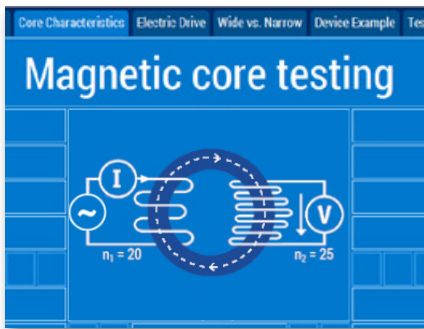 Core Characteristics Electric Drive Wide vs. Narrow Device Example
Magnetic core testing
I
~
V
n₁ = 20
n₂ = 25